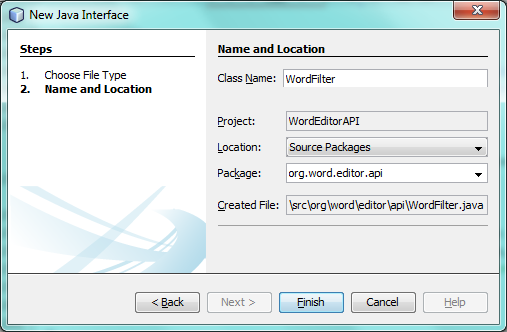 New Java Interface
Steps
1. Choose File Type
2. Name and Location
Name and Location
Class Name: WordFilter
Project: WordEditorAPI
Location: Source Packages
Package: org.word.editor.api
Created File: \src\org\word\editor\api\WordFilter.java
< Back Next > Finish Cancel Help